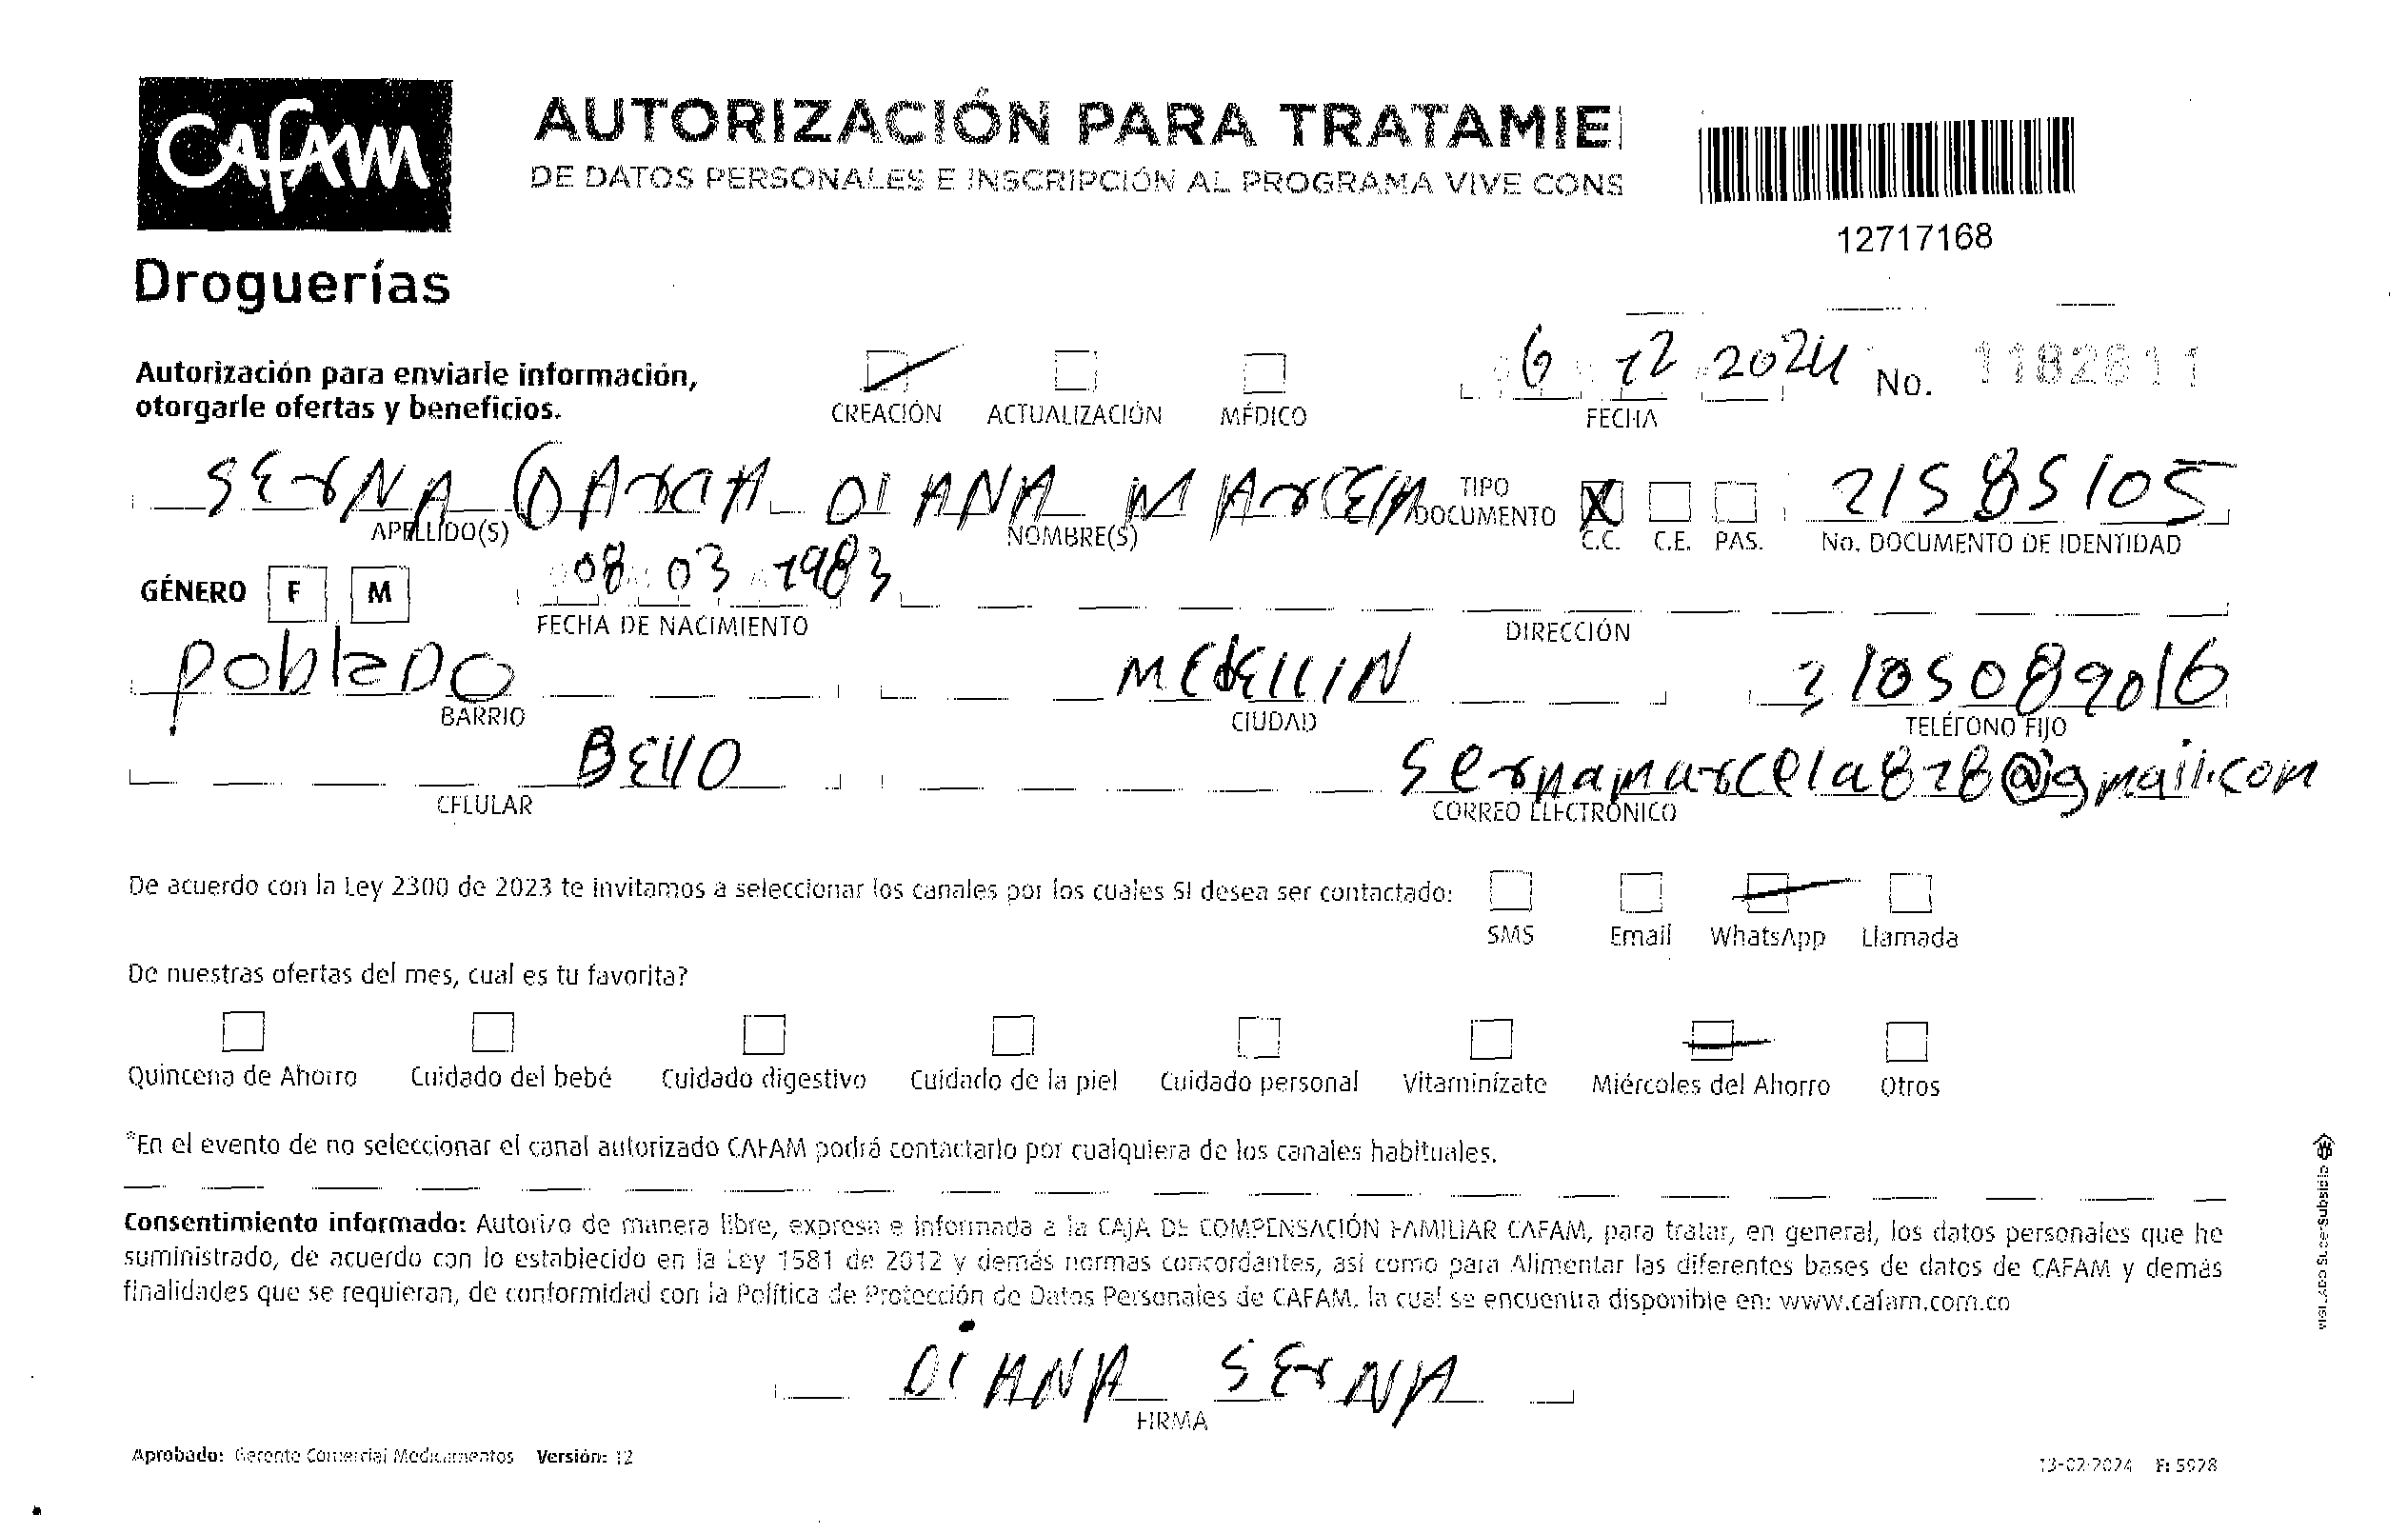 CAFAM
Droguerías
AUTORIZACIÓN PARA TRATAMIE
DE DATOS PERSONALES E INSCRIPCIÓN AL PROGRAMA VIVE CONS
12717168
Autorización para enviarle información,
otorgarle ofertas y beneficios.
CREACIÓN ACTUALIZACIÓN MÉDICO
6 12 2024
FECHA
No. 1182811
SERNA GARCIA DIANA MARCELA
APELLIDO(S) NOMBRE(S)
TIPO
DOCUMENTO
C.C. C.E. PAS.
21585105
No. DOCUMENTO DE IDENTIDAD
GÉNERO F M
08 03 1983
FECHA DE NACIMIENTO
DIRECCIÓN
POBLADO MEDELLIN 3105089016
BARRIO CIUDAD TELÉFONO FIJO
BELLO sernamarcela828@gmail.com
CELULAR CORREO ELECTRÓNICO
De acuerdo con la Ley 2300 de 2023 te invitamos a seleccionar los canales por los cuales SI desea ser contactado:
SMS Email WhatsApp Llamada
De nuestras ofertas del mes, cual es tu favorita?
Quincena de Ahorro Cuidado del bebé Cuidado digestivo Cuidado de la piel Cuidado personal Vitaminízate Miércoles del Ahorro Otros
*En el evento de no seleccionar el canal autorizado CAFAM podrá contactarlo por cualquiera de los canales habituales.
Consentimiento informado: Autorizo de manera libre, expresa e informada a la CAJA DE COMPENSACIÓN FAMILIAR CAFAM, para tratar, en general, los datos personales que he
suministrado, de acuerdo con lo establecido en la Ley 1581 de 2012 y demás normas concordantes, así como para Alimentar las diferentes bases de datos de CAFAM y demás
finalidades que se requieran, de conformidad con la Política de Protección de Datos Personales de CAFAM, la cual se encuentra disponible en: www.cafam.com.co
DIANA SERNA
FIRMA
Aprobado: Gerente Comercial Medicamentos Versión: 12
13-02-2024 F: 5928
VIGILADO SuperSubsidio